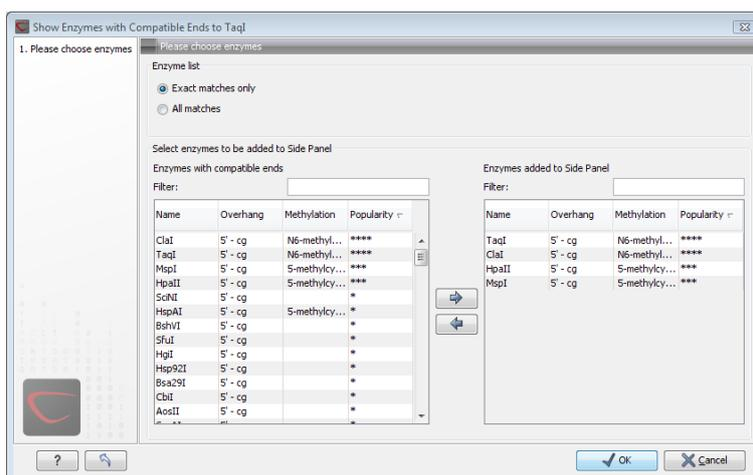 Show Enzymes with Compatible Ends to TaqI
1. Please choose enzymes
Please choose enzymes
Enzyme list
Exact matches only
All matches
Select enzymes to be added to Side Panel
Enzymes with compatible ends
Filter:
Name Overhang Methylation Popularity
ClaI 5' - cg N6-methyl... ****
TaqI 5' - cg N6-methyl... ****
MspI 5' - cg 5-methylcy... ***
HpaII 5' - cg 5-methylcy... ***
SciNI 5' - cg *
HspAI 5' - cg 5-methylcy... *
BshVI 5' - cg *
SfuI 5' - cg *
HgiI 5' - cg *
Hsp92I 5' - cg *
Bsa29I 5' - cg *
CbiI 5' - cg *
AosII 5' - cg *
Enzymes added to Side Panel
Filter:
Name Overhang Methylation Popularity
TaqI 5' - cg N6-methyl... ****
ClaI 5' - cg N6-methyl... ****
HpaII 5' - cg 5-methylcy... ***
MspI 5' - cg 5-methylcy... ***
?
OK
Cancel